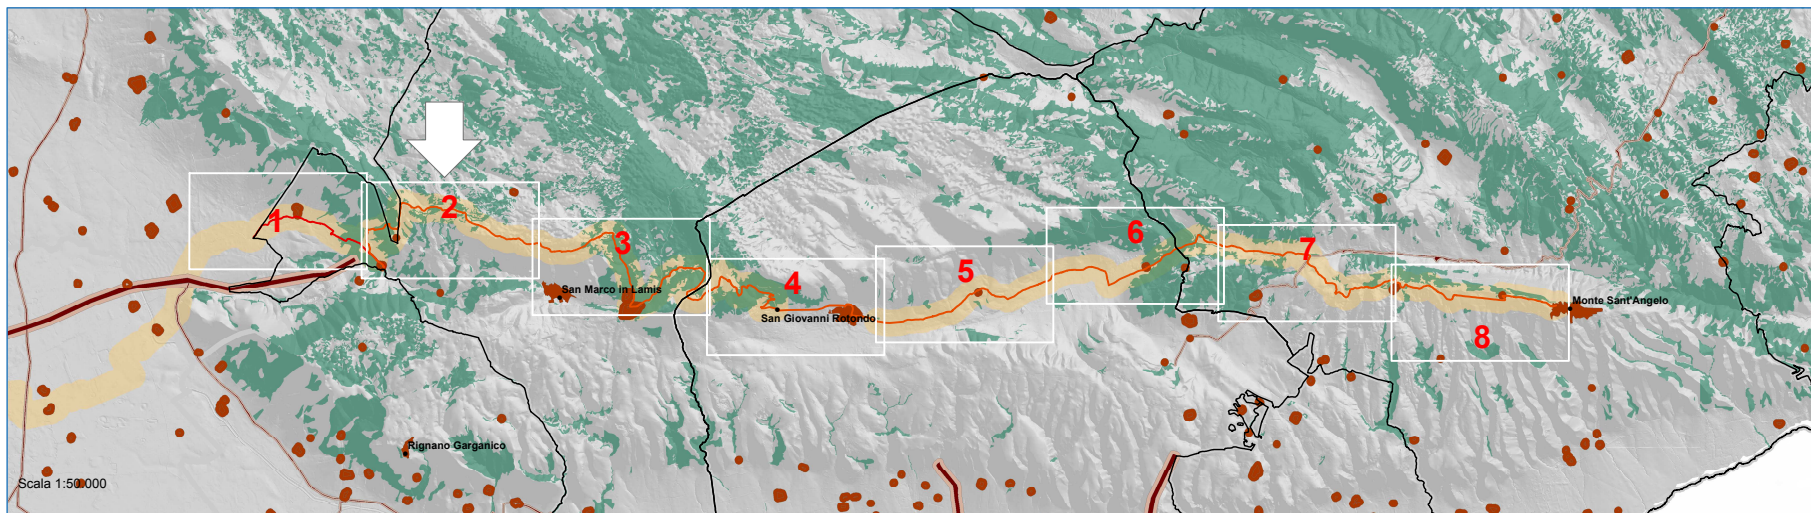 1
2
3
4
5
6
7
8
San Marco in Lamis
San Giovanni Rotondo
Monte Sant'Angelo
Rignano Garganico
Scala 1:50.000